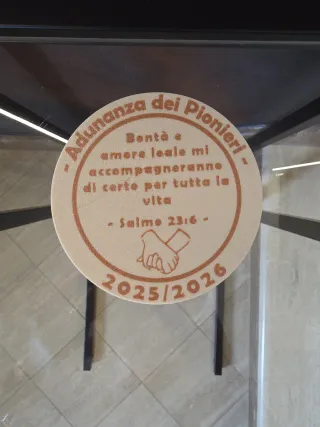 - Adunanza dei Pionieri -
Bontà e
amore leale mi
accompagneranno
di certo per tutta la
vita
- Salmo 23:6 -
2025/2026